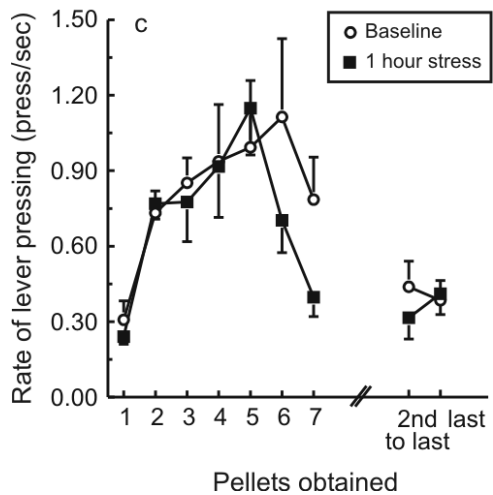 C
Baseline
1 hour stress
Rate of lever pressing (press/sec)
1.50
1.20
0.90
0.60
0.30
0.00
1 2 3 4 5 6 7 2nd last
to last
Pellets obtained